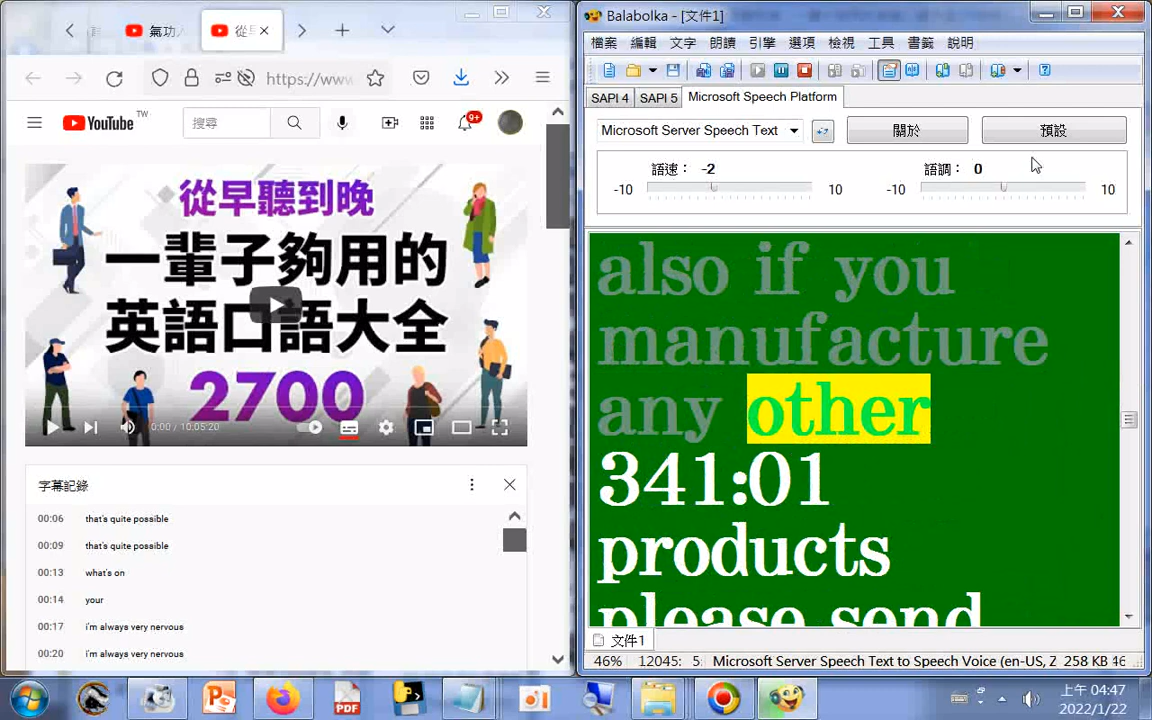 氣功
從
https://www
YouTube TW
搜尋
9+
從早聽到晚
一輩子夠用的
英語口語大全
2700
0:00 / 10:05:20
字幕記錄
00:06 that's quite possible
00:09 that's quite possible
00:13 what's on
00:14 your
00:17 i'm always very nervous
00:20 i'm always very nervous
Balabolka - [文件1]
檔案 編輯 文字 朗讀 引擎 選項 檢視 工具 書籤 說明
SAPI 4 SAPI 5 Microsoft Speech Platform
Microsoft Server Speech Text 關於 預設
語速： -2 語調： 0
-10 10 -10 10
also if you
manufacture
any other
341:01
products
please send
文件1
46% 12045: 5: Microsoft Server Speech Text to Speech Voice (en-US, Z 258 KB 46
PDF
上午 04:47
2022/1/22